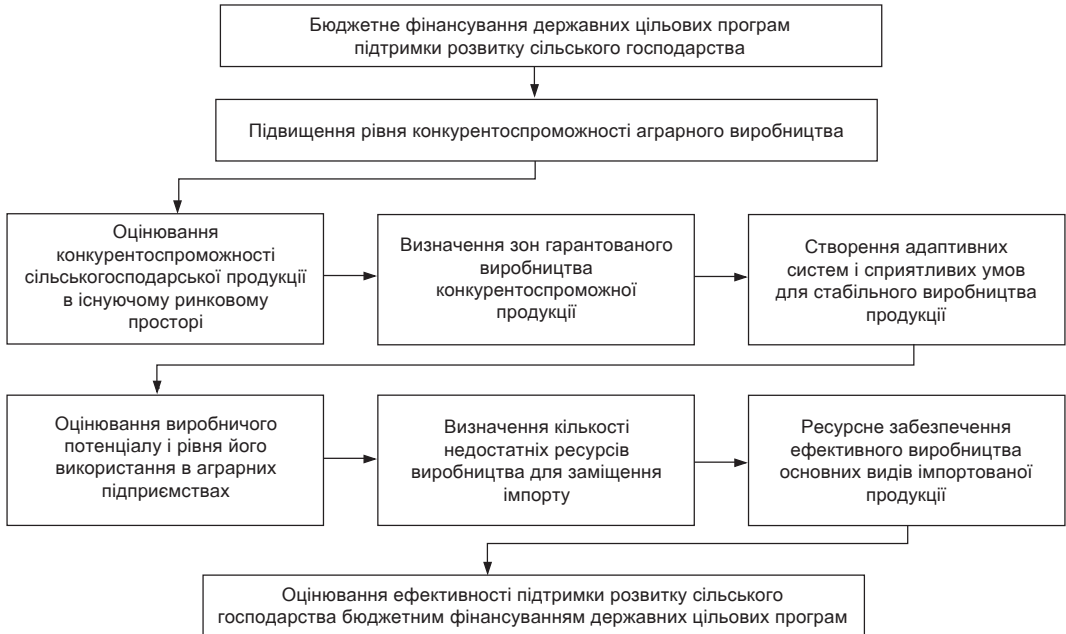 Бюджетне фінансування державних цільових програм
підтримки розвитку сільського господарства
Підвищення рівня конкурентоспроможності аграрного виробництва
Оцінювання
конкурентоспроможності
сільськогосподарської продукції
в існуючому ринковому
просторі
Визначення зон гарантованого
виробництва
конкурентоспроможної
продукції
Створення адаптивних
систем і сприятливих умов
для стабільного виробництва
продукції
Оцінювання виробничого
потенціалу і рівня його
використання в аграрних
підприємствах
Визначення кількості
недостатніх ресурсів
виробництва для заміщення
імпорту
Ресурсне забезпечення
ефективного виробництва
основних видів імпортованої
продукції
Оцінювання ефективності підтримки розвитку сільського
господарства бюджетним фінансуванням державних цільових програм